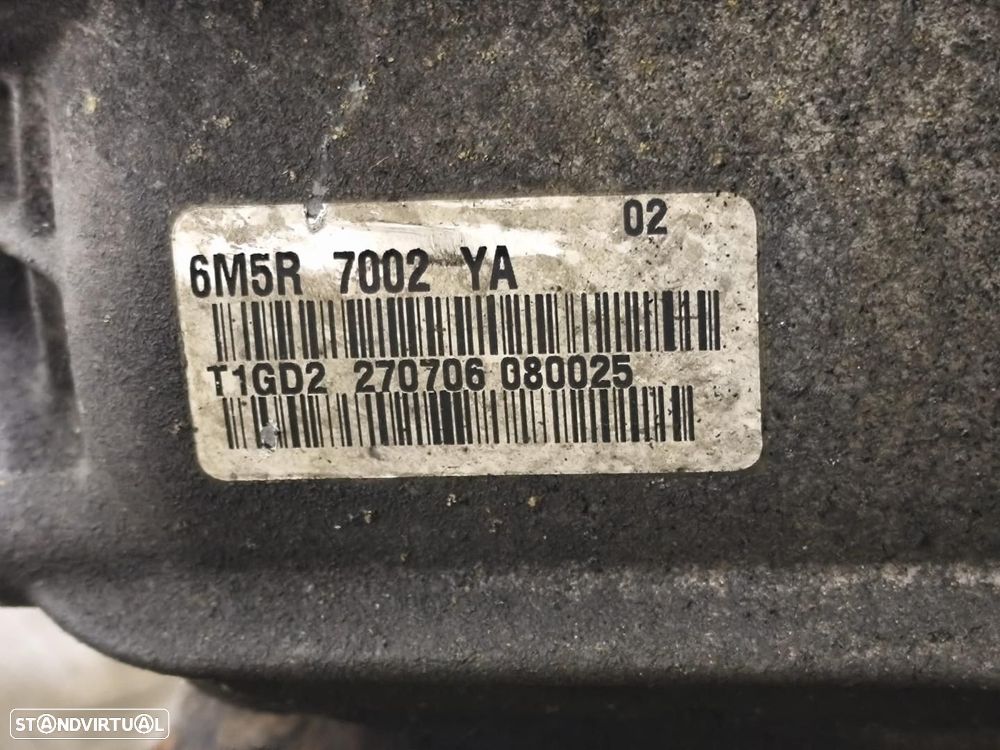 02
6M5R 7002 YA
T1GD2 270706 080025
STANDVIRTUAL